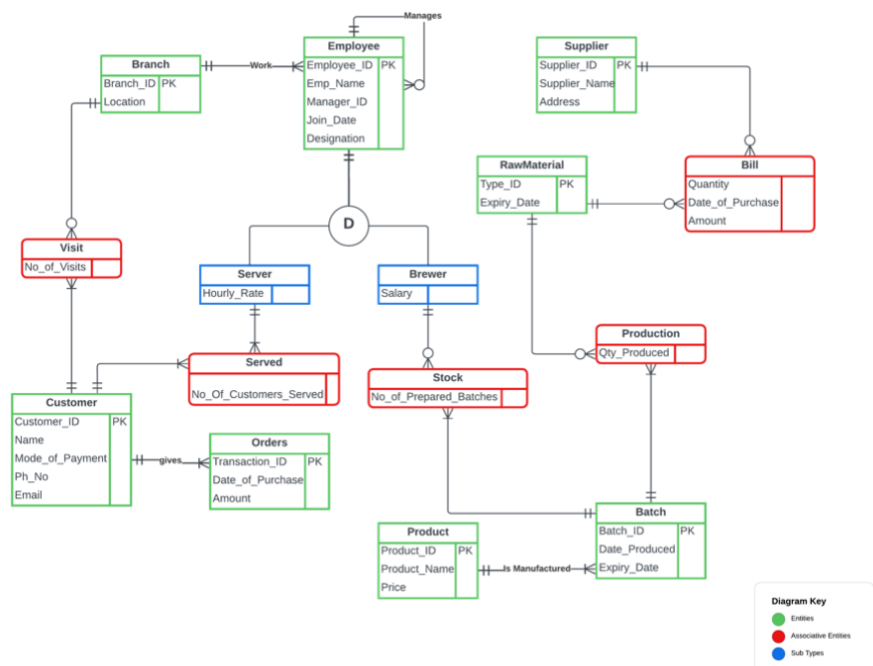 Manages
Employee
Employee_ID PK
Emp_Name
Manager_ID
Join_Date
Designation
Supplier
Supplier_ID PK
Supplier_Name
Address
Branch
Branch_ID PK
Location
Work
RawMaterial
Type_ID PK
Expiry_Date
Bill
Quantity
Date_of_Purchase
Amount
D
Visit
No_of_Visits
Server
Hourly_Rate
Brewer
Salary
Production
Qty_Produced
Served
No_Of_Customers_Served
Stock
No_of_Prepared_Batches
Customer
Customer_ID PK
Name
Mode_of_Payment
Ph_No
Email
gives
Orders
Transaction_ID PK
Date_of_Purchase
Amount
Batch
Batch_ID PK
Date_Produced
Expiry_Date
Product
Product_ID PK
Product_Name
Price
Is Manufactured
Diagram Key
Entities
Associative Entities
Sub Types